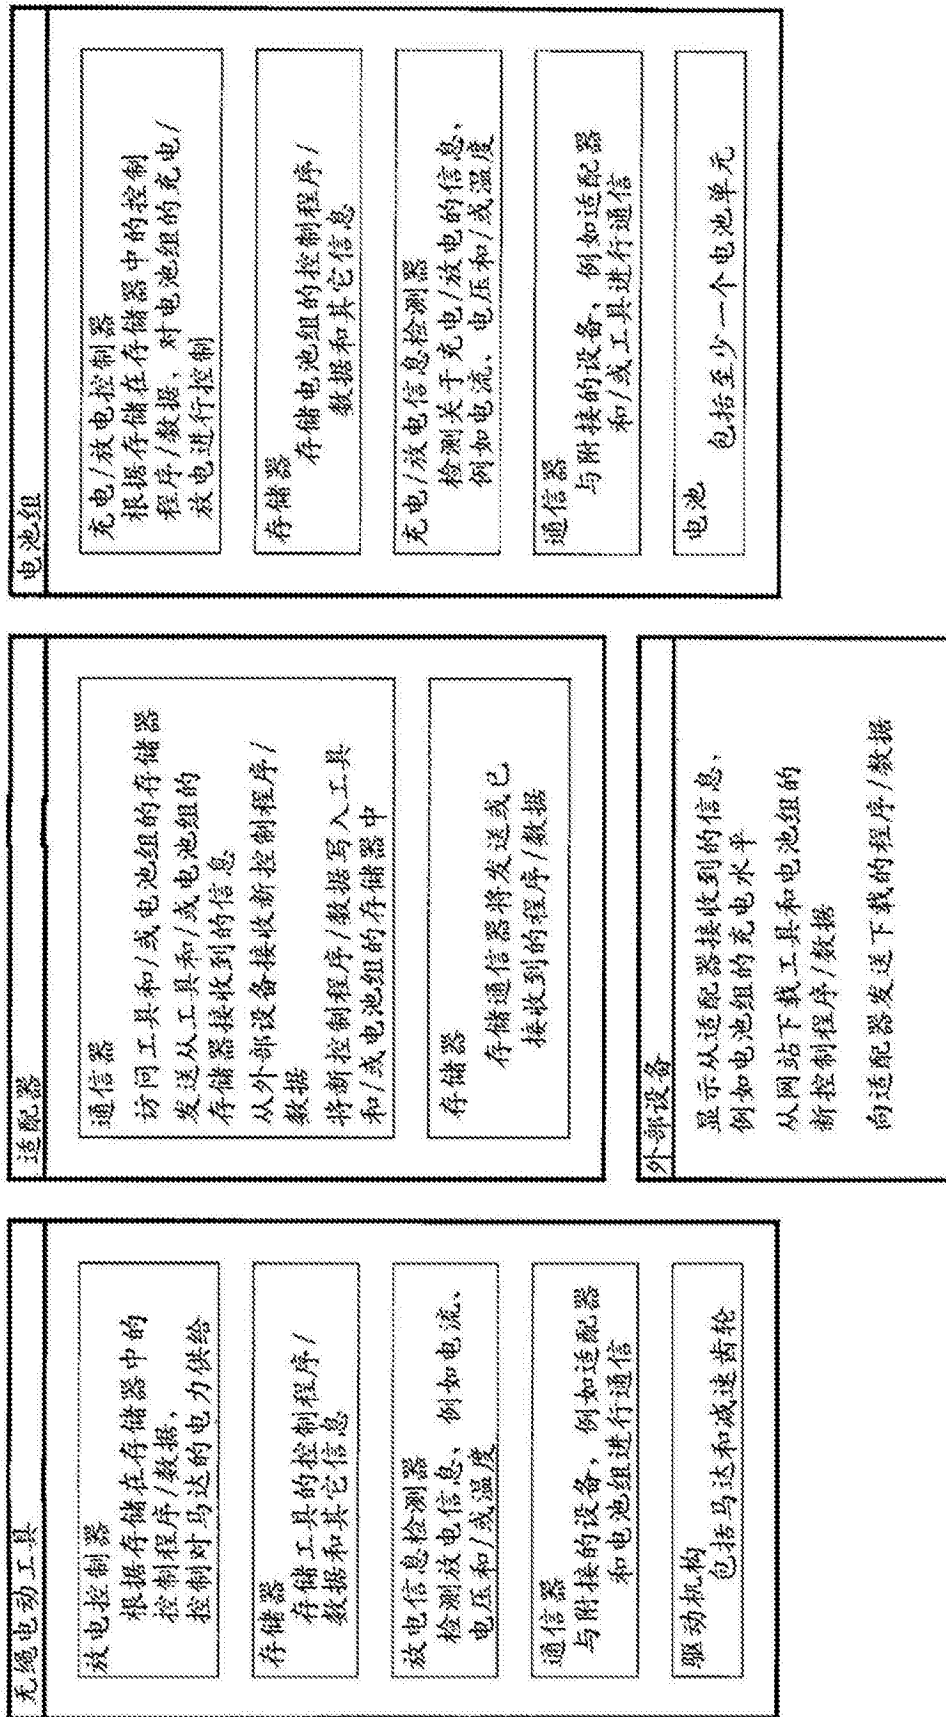 无绳电动工具
放电控制器
根据存储在存储器中的
控制程序/数据，
控制对马达的电力供给
存储器
存储工具的控制程序/
数据和其它信息
放电信息检测器
检测放电信息、例如电流、
电压和/或温度
通信器
与附接的设备，例如适配器
和电池组进行通信
驱动机构
包括马达和减速齿轮
适配器
通信器
访问工具和/或电池组的存储器
发送从工具和/或电池组的
存储器接收到的信息
从外部设备接收新控制程序/
数据
将新控制程序/数据写入工具
和/或电池组的存储器中
存储器
存储通信器将发送或已
接收到的程序/数据
外部设备
显示从适配器接收到的信息，
例如电池组的充电水平
从网站下载工具和电池组的
新控制程序/数据
向适配器发送下载的程序/数据
电池组
充电/放电控制器
根据存储在存储器中的控制
程序/数据，对电池组的充电/
放电进行控制
存储器
存储电池组的控制程序/
数据和其它信息
充电/放电信息检测器
检测关于充电/放电的信息，
例如电流、电压和/或温度
通信器
与附接的设备，例如适配器
和/或工具进行通信
电池
包括至少一个电池单元